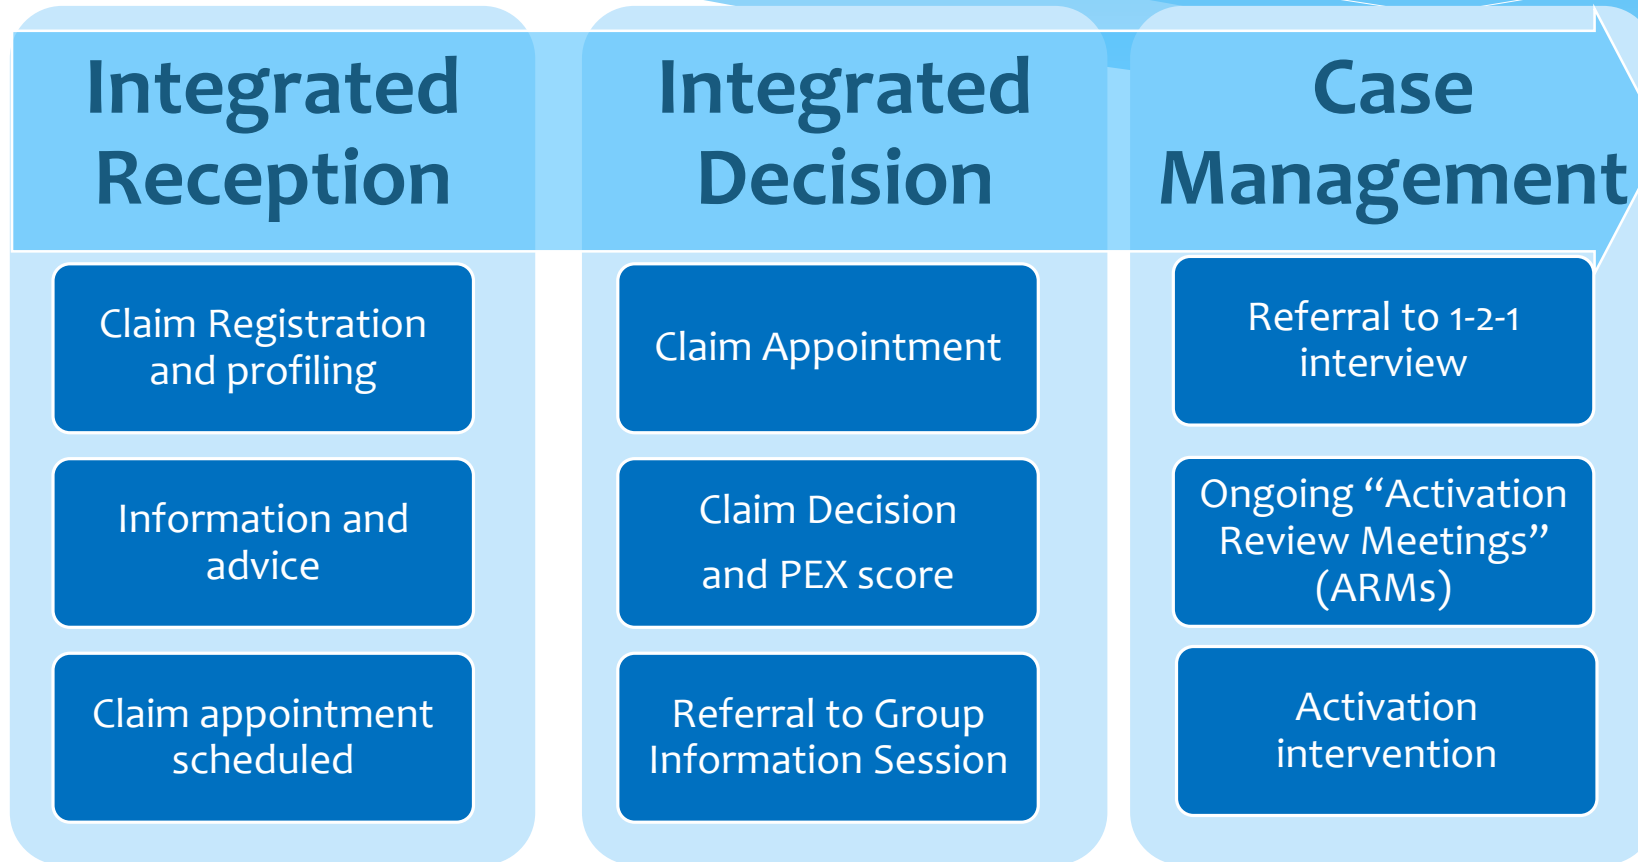 Integrated
Reception
Integrated
Decision
Case
Management
Claim Registration
and profiling
Information and
advice
Claim appointment
scheduled
Claim Appointment
Claim Decision
and PEX score
Referral to Group
Information Session
Referral to 1-2-1
interview
Ongoing “Activation
Review Meetings”
(ARMs)
Activation
intervention